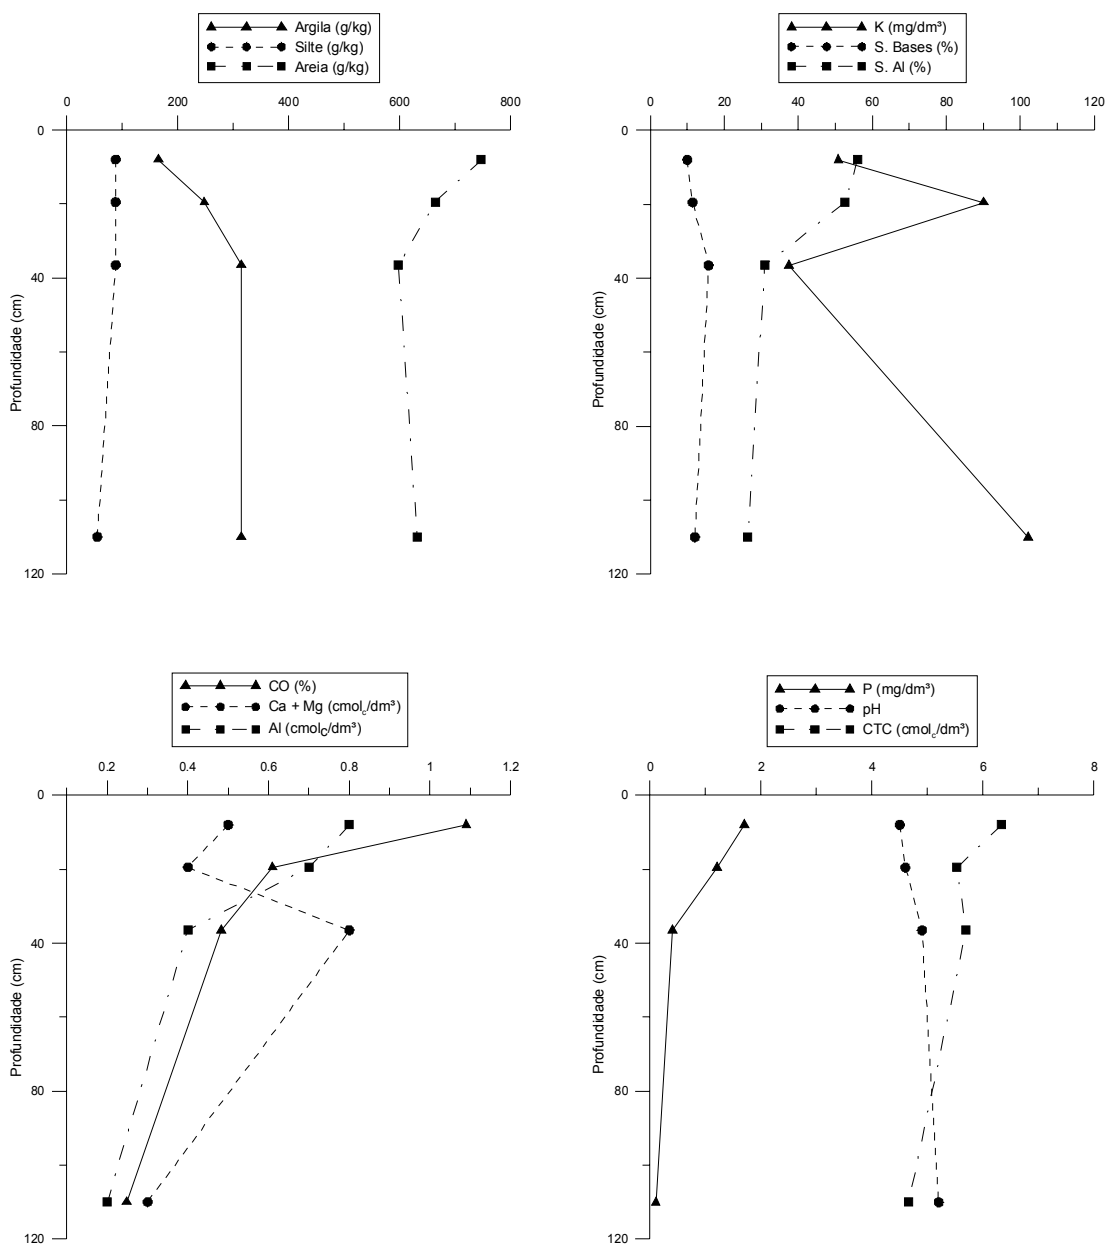 Argila (g/kg)
Silte (g/kg)
Areia (g/kg)
0 200 400 600 800
0
40
80
120
Profundidade (cm)
K (mg/dm³)
S. Bases (%)
S. Al (%)
0 20 40 60 80 100 120
0
40
80
120
Profundidade (cm)
CO (%)
Ca + Mg (cmolc/dm³)
Al (cmolC/dm³)
0.2 0.4 0.6 0.8 1 1.2
0
40
80
120
Profundidade (cm)
P (mg/dm³)
pH
CTC (cmolc/dm³)
0 2 4 6 8
0
40
80
120
Profundidade (cm)